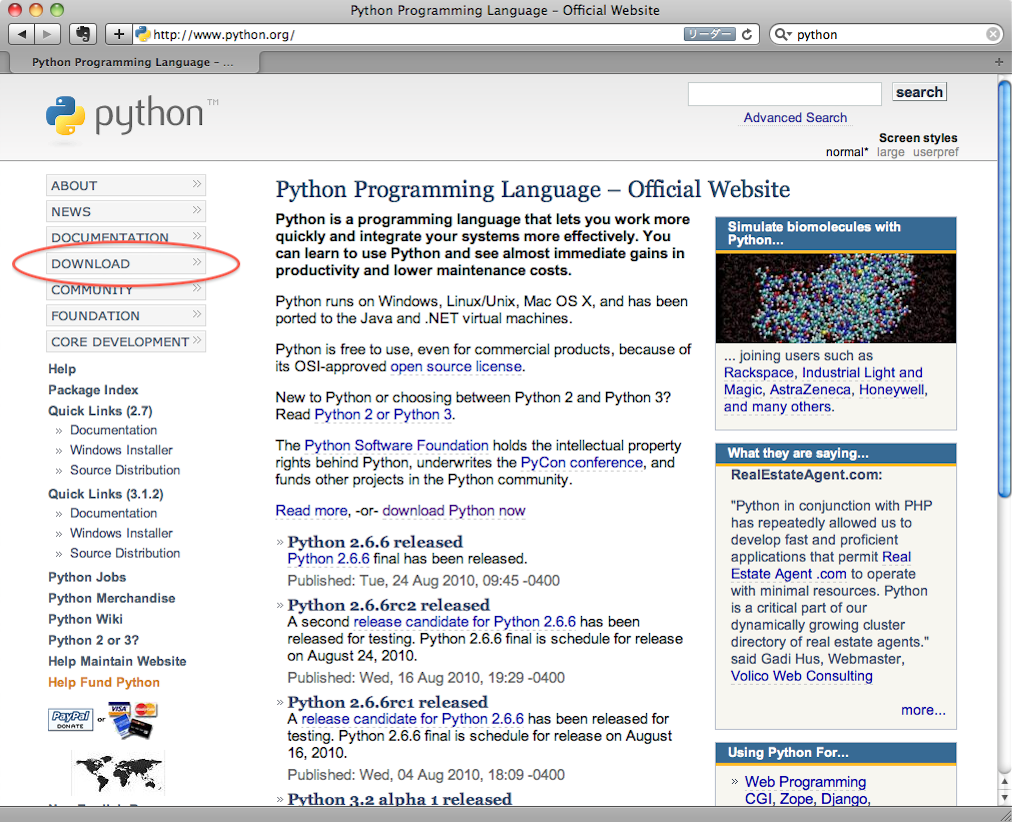 Python Programming Language – Official Website
http://www.python.org/
リーダー
python
Python Programming Language – ...
python™
search
Advanced Search
Screen styles
normal* large userpref
ABOUT
NEWS
DOCUMENTATION
DOWNLOAD
COMMUNITY
FOUNDATION
CORE DEVELOPMENT
Help
Package Index
Quick Links (2.7)
» Documentation
» Windows Installer
» Source Distribution
Quick Links (3.1.2)
» Documentation
» Windows Installer
» Source Distribution
Python Jobs
Python Merchandise
Python Wiki
Python 2 or 3?
Help Maintain Website
Help Fund Python
PayPal
DONATE
or
VISA
MasterCard
Python Programming Language – Official Website
Python is a programming language that lets you work more
quickly and integrate your systems more effectively. You
can learn to use Python and see almost immediate gains in
productivity and lower maintenance costs.
Python runs on Windows, Linux/Unix, Mac OS X, and has been
ported to the Java and .NET virtual machines.
Python is free to use, even for commercial products, because of
its OSI-approved open source license.
New to Python or choosing between Python 2 and Python 3?
Read Python 2 or Python 3.
The Python Software Foundation holds the intellectual property
rights behind Python, underwrites the PyCon conference, and
funds other projects in the Python community.
Read more, -or- download Python now
» Python 2.6.6 released
Python 2.6.6 final has been released.
Published: Tue, 24 Aug 2010, 09:45 -0400
» Python 2.6.6rc2 released
A second release candidate for Python 2.6.6 has been
released for testing. Python 2.6.6 final is schedule for release
on August 24, 2010.
Published: Wed, 16 Aug 2010, 19:29 -0400
» Python 2.6.6rc1 released
A release candidate for Python 2.6.6 has been released for
testing. Python 2.6.6 final is schedule for release on August
16, 2010.
Published: Wed, 04 Aug 2010, 18:09 -0400
» Python 3.2 alpha 1 released
Simulate biomolecules with
Python...
... joining users such as
Rackspace, Industrial Light and
Magic, AstraZeneca, Honeywell,
and many others.
What they are saying...
RealEstateAgent.com:
"Python in conjunction with PHP
has repeatedly allowed us to
develop fast and proficient
applications that permit Real
Estate Agent .com to operate
with minimal resources. Python
is a critical part of our
dynamically growing cluster
directory of real estate agents."
said Gadi Hus, Webmaster,
Volico Web Consulting
more...
Using Python For...
» Web Programming
CGI, Zope, Django,